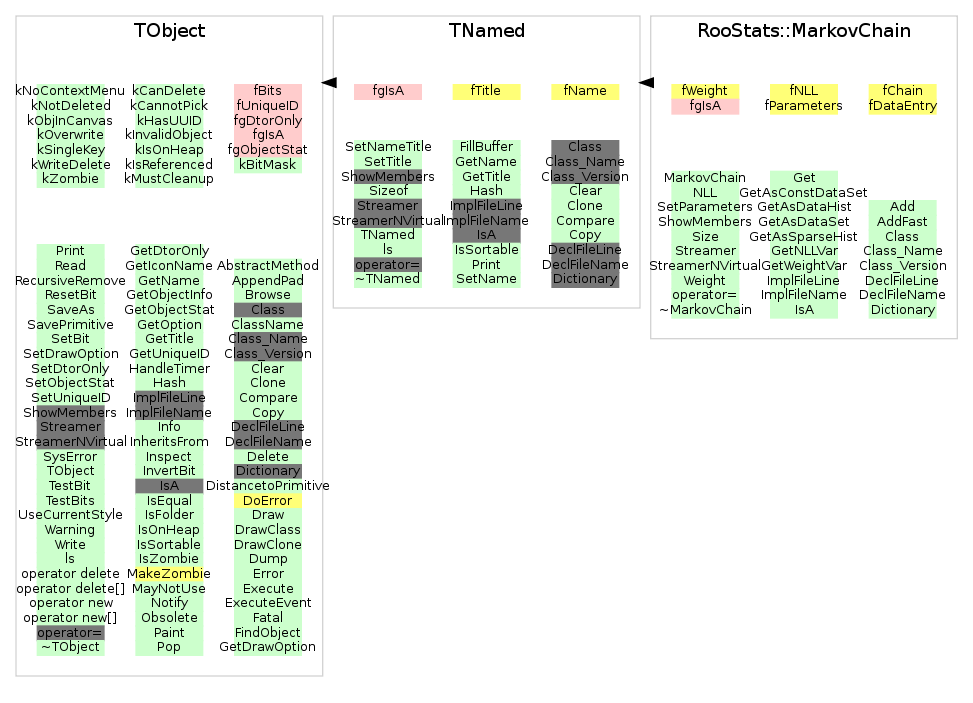 TObject
kNoContextMenu
kNotDeleted
kObjInCanvas
kOverwrite
kSingleKey
kWriteDelete
kZombie
kCanDelete
kCannotPick
kHasUUID
kInvalidObject
kIsOnHeap
kIsReferenced
kMustCleanup
fBits
fUniqueID
fgDtorOnly
fgIsA
fgObjectStat
kBitMask
Print
Read
RecursiveRemove
ResetBit
SaveAs
SavePrimitive
SetBit
SetDrawOption
SetDtorOnly
SetObjectStat
SetUniqueID
ShowMembers
Streamer
StreamerNVirtual
SysError
TObject
TestBit
TestBits
UseCurrentStyle
Warning
Write
ls
operator delete
operator delete[]
operator new
operator new[]
operator=
~TObject
GetDtorOnly
GetIconName
GetName
GetObjectInfo
GetObjectStat
GetOption
GetTitle
GetUniqueID
HandleTimer
Hash
ImplFileLine
ImplFileName
Info
InheritsFrom
Inspect
InvertBit
IsA
IsEqual
IsFolder
IsOnHeap
IsSortable
IsZombie
MakeZombie
MayNotUse
Notify
Obsolete
Paint
Pop
AbstractMethod
AppendPad
Browse
Class
ClassName
Class_Name
Class_Version
Clear
Clone
Compare
Copy
DeclFileLine
DeclFileName
Delete
Dictionary
DistancetoPrimitive
DoError
Draw
DrawClass
DrawClone
Dump
Error
Execute
ExecuteEvent
Fatal
FindObject
GetDrawOption
TNamed
fgIsA
fTitle
fName
SetNameTitle
SetTitle
ShowMembers
Sizeof
Streamer
StreamerNVirtual
TNamed
ls
operator=
~TNamed
FillBuffer
GetName
GetTitle
Hash
ImplFileLine
ImplFileName
IsA
IsSortable
Print
SetName
Class
Class_Name
Class_Version
Clear
Clone
Compare
Copy
DeclFileLine
DeclFileName
Dictionary
RooStats::MarkovChain
fWeight
fgIsA
fNLL
fParameters
fChain
fDataEntry
MarkovChain
NLL
SetParameters
ShowMembers
Size
Streamer
StreamerNVirtual
Weight
operator=
~MarkovChain
Get
GetAsConstDataSet
GetAsDataHist
GetAsDataSet
GetAsSparseHist
GetNLLVar
GetWeightVar
ImplFileLine
ImplFileName
IsA
Add
AddFast
Class
Class_Name
Class_Version
DeclFileLine
DeclFileName
Dictionary